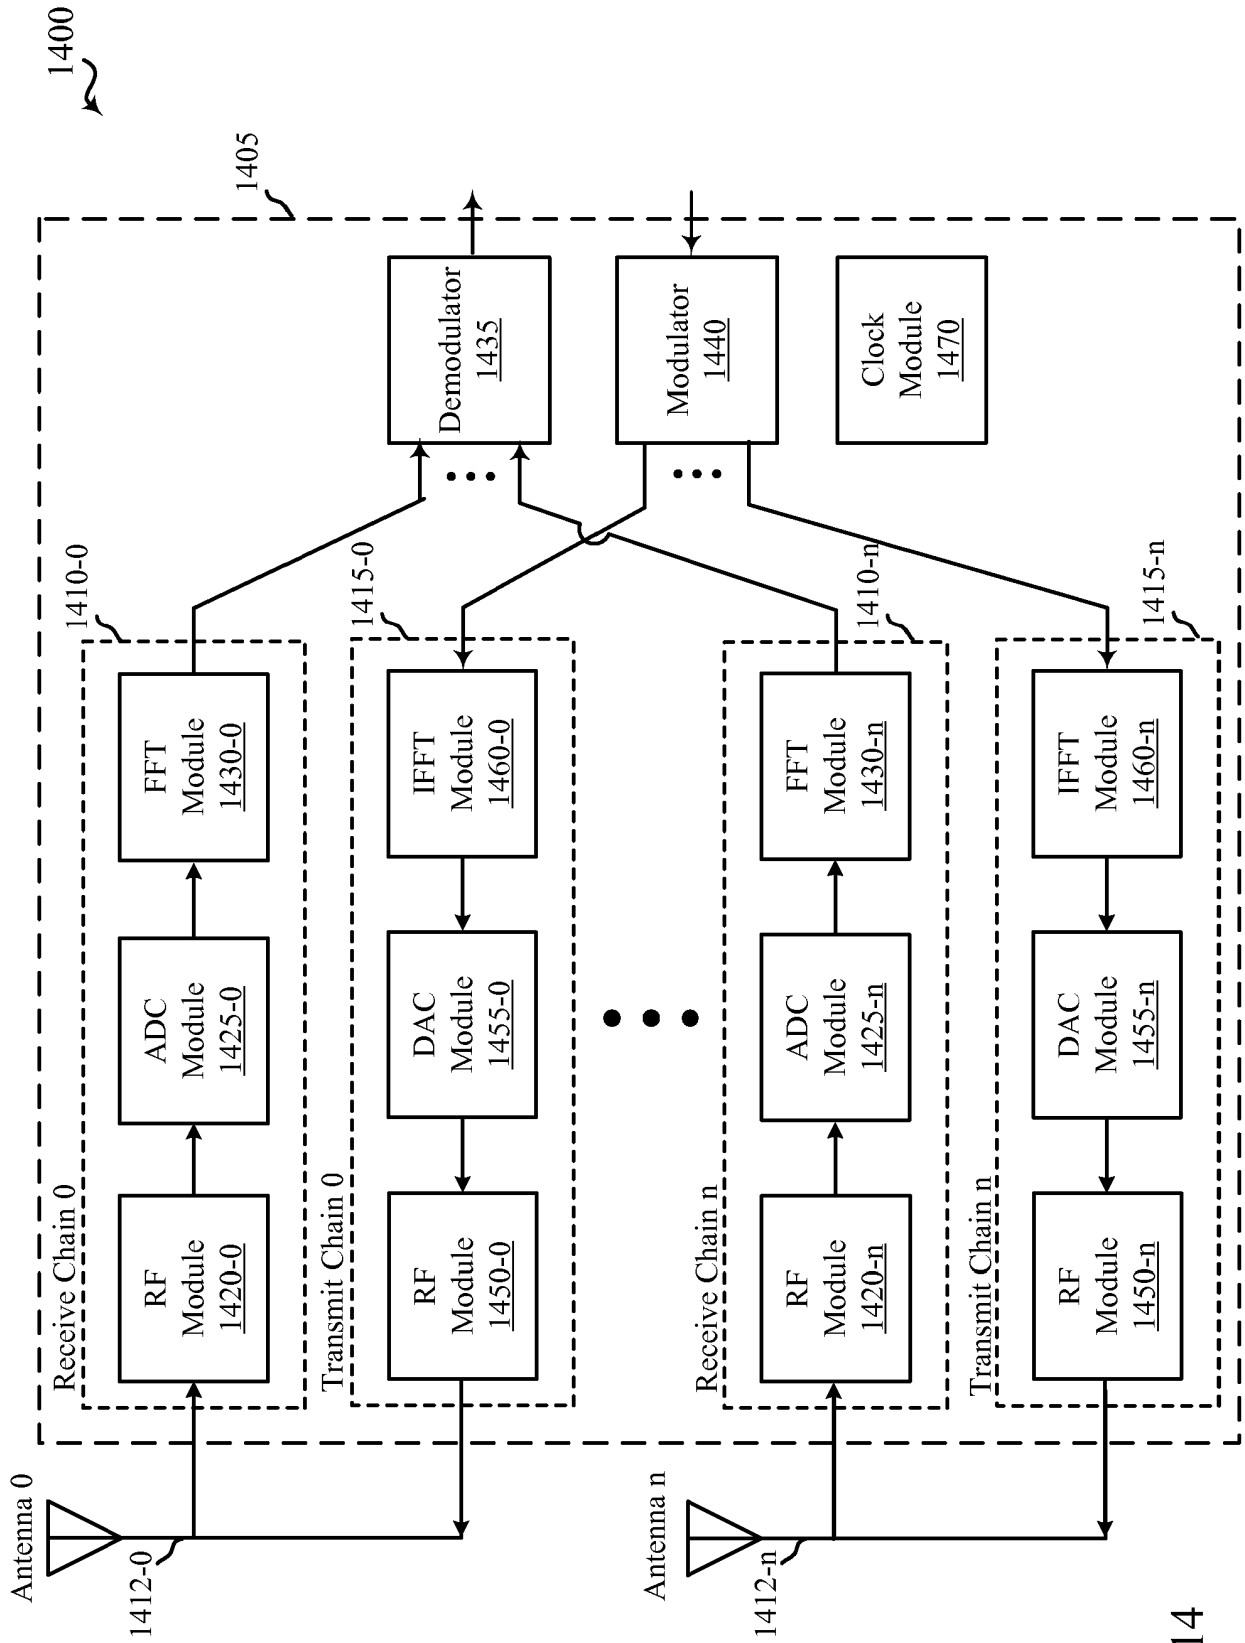 1400
1405
Antenna 0
1412-0
Receive Chain 0
1410-0
RF
Module
1420-0
ADC
Module
1425-0
FFT
Module
1430-0
Transmit Chain 0
1415-0
RF
Module
1450-0
DAC
Module
1455-0
IFFT
Module
1460-0
Demodulator
1435
Modulator
1440
Clock
Module
1470
Antenna n
1412-n
Receive Chain n
1410-n
RF
Module
1420-n
ADC
Module
1425-n
FFT
Module
1430-n
Transmit Chain n
1415-n
RF
Module
1450-n
DAC
Module
1455-n
IFFT
Module
1460-n
14